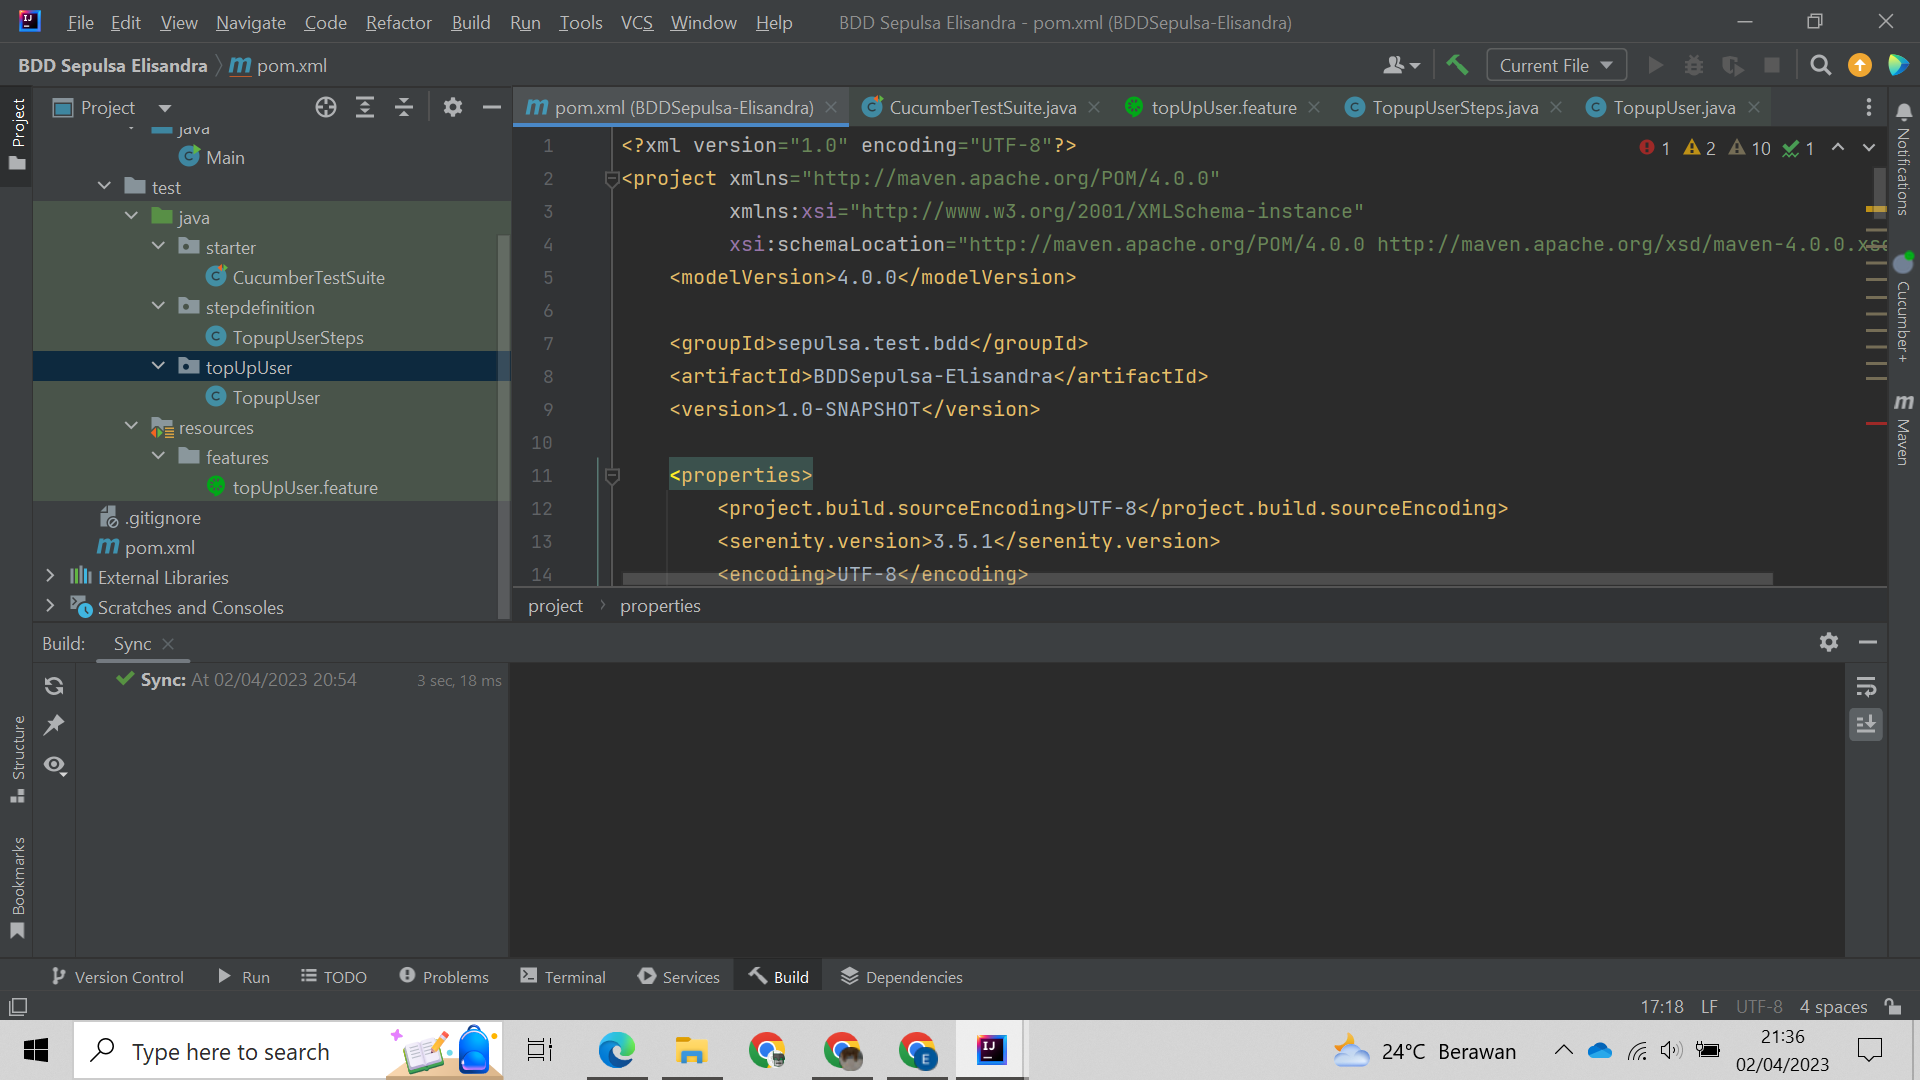 File Edit View Navigate Code Refactor Build Run Tools VCS Window Help BDD Sepulsa Elisandra - pom.xml (BDDSepulsa-Elisandra)
BDD Sepulsa Elisandra pom.xml Current File
Project
Project
java
Main
test
java
starter
CucumberTestSuite
stepdefinition
TopupUserSteps
topUpUser
TopupUser
resources
features
topUpUser.feature
.gitignore
pom.xml
External Libraries
Scratches and Consoles
pom.xml (BDDSepulsa-Elisandra) CucumberTestSuite.java topUpUser.feature TopupUserSteps.java TopupUser.java
1 2 10 1
1 <?xml version="1.0" encoding="UTF-8"?>
2 <project xmlns="http://maven.apache.org/POM/4.0.0"
3 xmlns:xsi="http://www.w3.org/2001/XMLSchema-instance"
4 xsi:schemaLocation="http://maven.apache.org/POM/4.0.0 http://maven.apache.org/xsd/maven-4.0.0.xsd
5 <modelVersion>4.0.0</modelVersion>
6
7 <groupId>sepulsa.test.bdd</groupId>
8 <artifactId>BDDSepulsa-Elisandra</artifactId>
9 <version>1.0-SNAPSHOT</version>
10
11 <properties>
12 <project.build.sourceEncoding>UTF-8</project.build.sourceEncoding>
13 <serenity.version>3.5.1</serenity.version>
14 <encoding>UTF-8</encoding>
project properties
Notifications
Cucumber+
Maven
Build: Sync
Sync: At 02/04/2023 20:54 3 sec, 18 ms
Structure
Bookmarks
Version Control Run TODO Problems Terminal Services Build Dependencies
17:18 LF UTF-8 4 spaces
Type here to search
24°C Berawan
21:36
02/04/2023